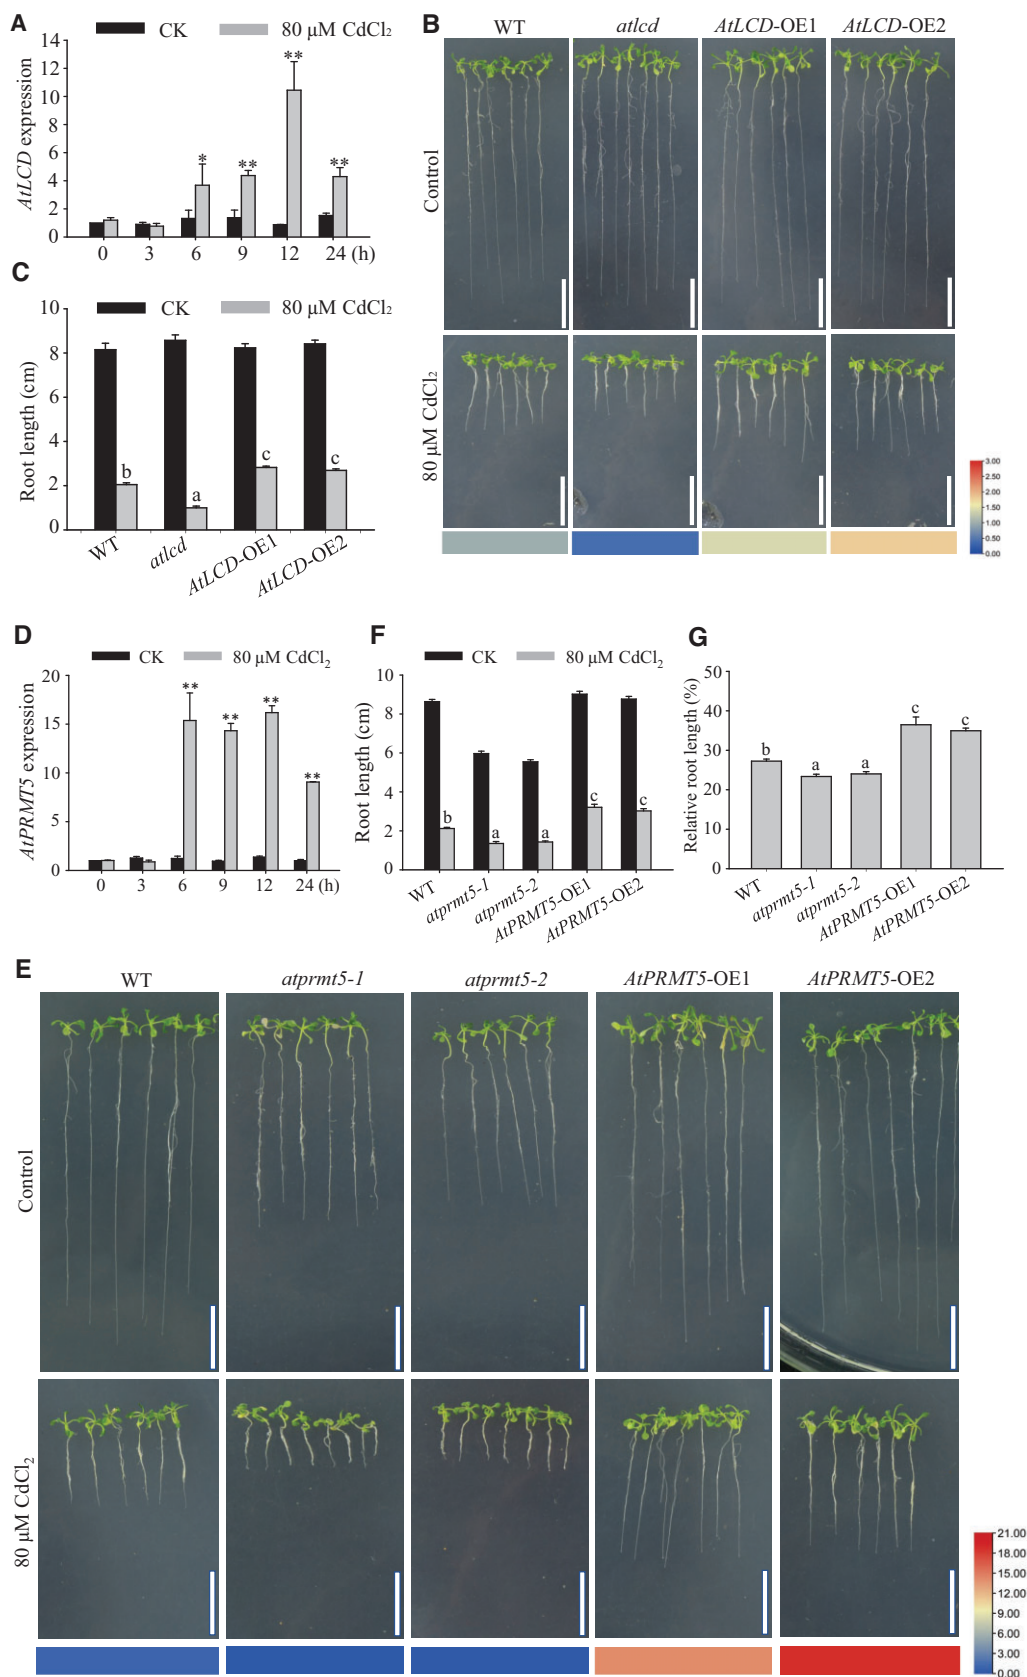 A
CK 80 μM CdCl₂
AtLCD expression
14
12
10
8
6
4
2
0
* ** ** **
0 3 6 9 12 24 (h)
B
WT atlcd AtLCD-OE1 AtLCD-OE2
Control
80 μM CdCl₂
3.00
2.50
2.00
1.50
1.00
0.50
0.00
C
CK 80 μM CdCl₂
Root length (cm)
10
8
6
4
2
0
b a c c
WT atlcd AtLCD-OE1 AtLCD-OE2
D
CK 80 μM CdCl₂
AtPRMT5 expression
20
15
10
5
0
** ** ** **
0 3 6 9 12 24 (h)
F
CK 80 μM CdCl₂
Root length (cm)
10
8
6
4
2
0
b a a c c
WT atprmt5-1 atprmt5-2 AtPRMT5-OE1 AtPRMT5-OE2
G
Relative root length (%)
50
40
30
20
10
0
b a a c c
WT atprmt5-1 atprmt5-2 AtPRMT5-OE1 AtPRMT5-OE2
E
WT atprmt5-1 atprmt5-2 AtPRMT5-OE1 AtPRMT5-OE2
Control
80 μM CdCl₂
21.00
18.00
15.00
12.00
9.00
6.00
3.00
0.00